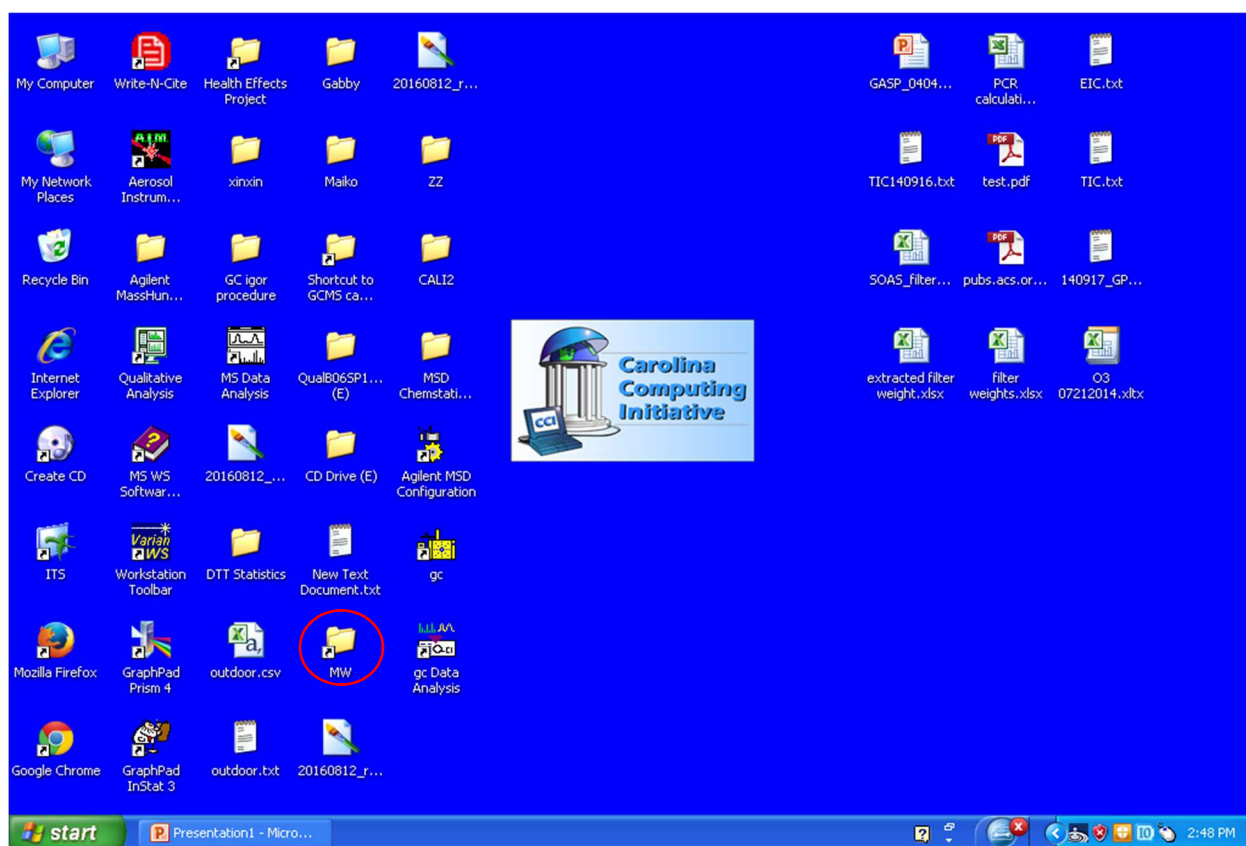 My Computer
Write-N-Cite
Health Effects
Project
Gabby
20160812_r...
GASP_0404...
PCR
calculati...
EIC.txt
My Network
Places
AIM
Aerosol
Instrum...
xinxin
Maiko
ZZ
TIC140916.txt
PDF
test.pdf
TIC.txt
Recycle Bin
Agilent
MassHun...
GC igor
procedure
Shortcut to
GCMS ca...
CALI2
SOAS_filter...
PDF
pubs.acs.or...
140917_GP...
Internet
Explorer
Qualitative
Analysis
MS Data
Analysis
QualB06SP1...
(E)
MSD
Chemstati...
Carolina
Computing
Initiative
CCI
extracted filter
weight.xlsx
filter
weights.xlsx
O3
07212014.xltx
Create CD
MS WS
Softwar...
20160812_...
CD Drive (E)
Agilent MSD
Configuration
ITS
Varian
WS
Workstation
Toolbar
DTT Statistics
New Text
Document.txt
gc
Mozilla Firefox
GraphPad
Prism 4
outdoor.csv
MW
gc Data
Analysis
Google Chrome
GraphPad
InStat 3
outdoor.txt
20160812_r...
start
Presentation1 - Micro...
2:48 PM